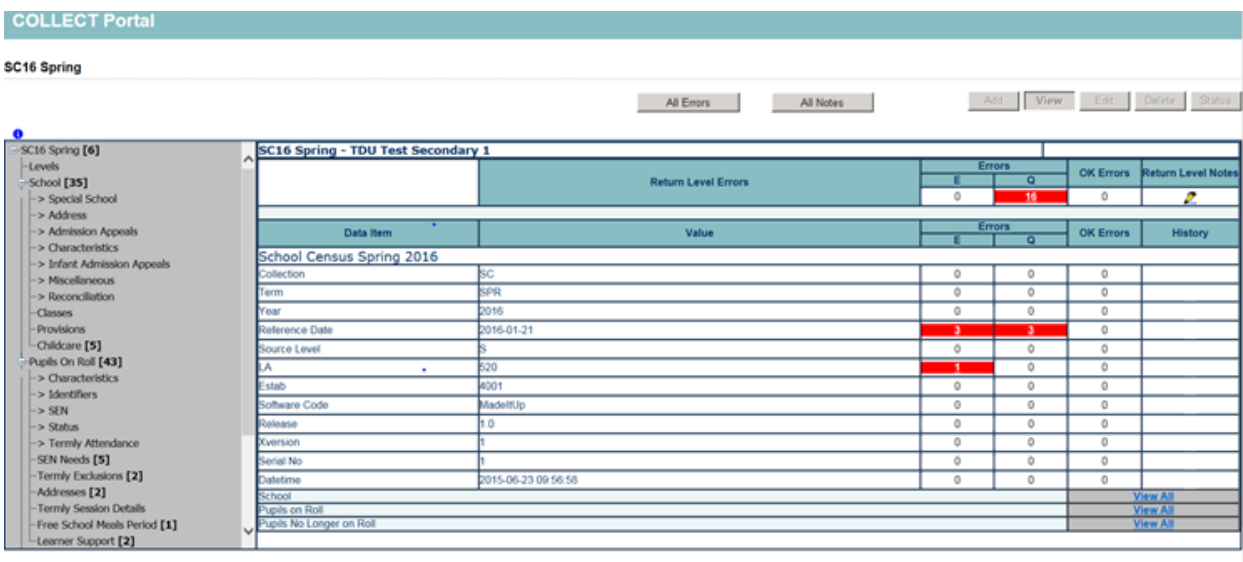 COLLECT Portal
SC16 Spring
All Errors All Notes Add View Edit Delete Status
SC16 Spring [6]
Levels
School [35]
--> Special School
--> Address
--> Admission Appeals
--> Characteristics
--> Infant Admission Appeals
--> Miscellaneous
--> Reconciliation
Classes
Provisions
Childcare [5]
Pupils On Roll [43]
--> Characteristics
--> Identifiers
--> SEN
--> Status
--> Termly Attendance
SEN Needs [5]
Termly Exclusions [2]
Addresses [2]
Termly Session Details
Free School Meals Period [1]
Learner Support [2]
SC16 Spring - TDU Test Secondary 1
Return Level Errors Errors OK Errors Return Level Notes
E Q
0 16 0
Data Item Value Errors OK Errors History
E Q
School Census Spring 2016
Collection SC 0 0 0
Term SPR 0 0 0
Year 2016 0 0 0
Reference Date 2016-01-21 3 3 0
Source Level S 0 0 0
LA 520 1 0 0
Estab 4001 0 0 0
Software Code MadeItUp 0 0 0
Release 1.0 0 0 0
Xversion 1 0 0 0
Serial No 1 0 0 0
Datetime 2015-06-23 09:56:58 0 0 0
School View All
Pupils on Roll View All
Pupils No Longer on Roll View All